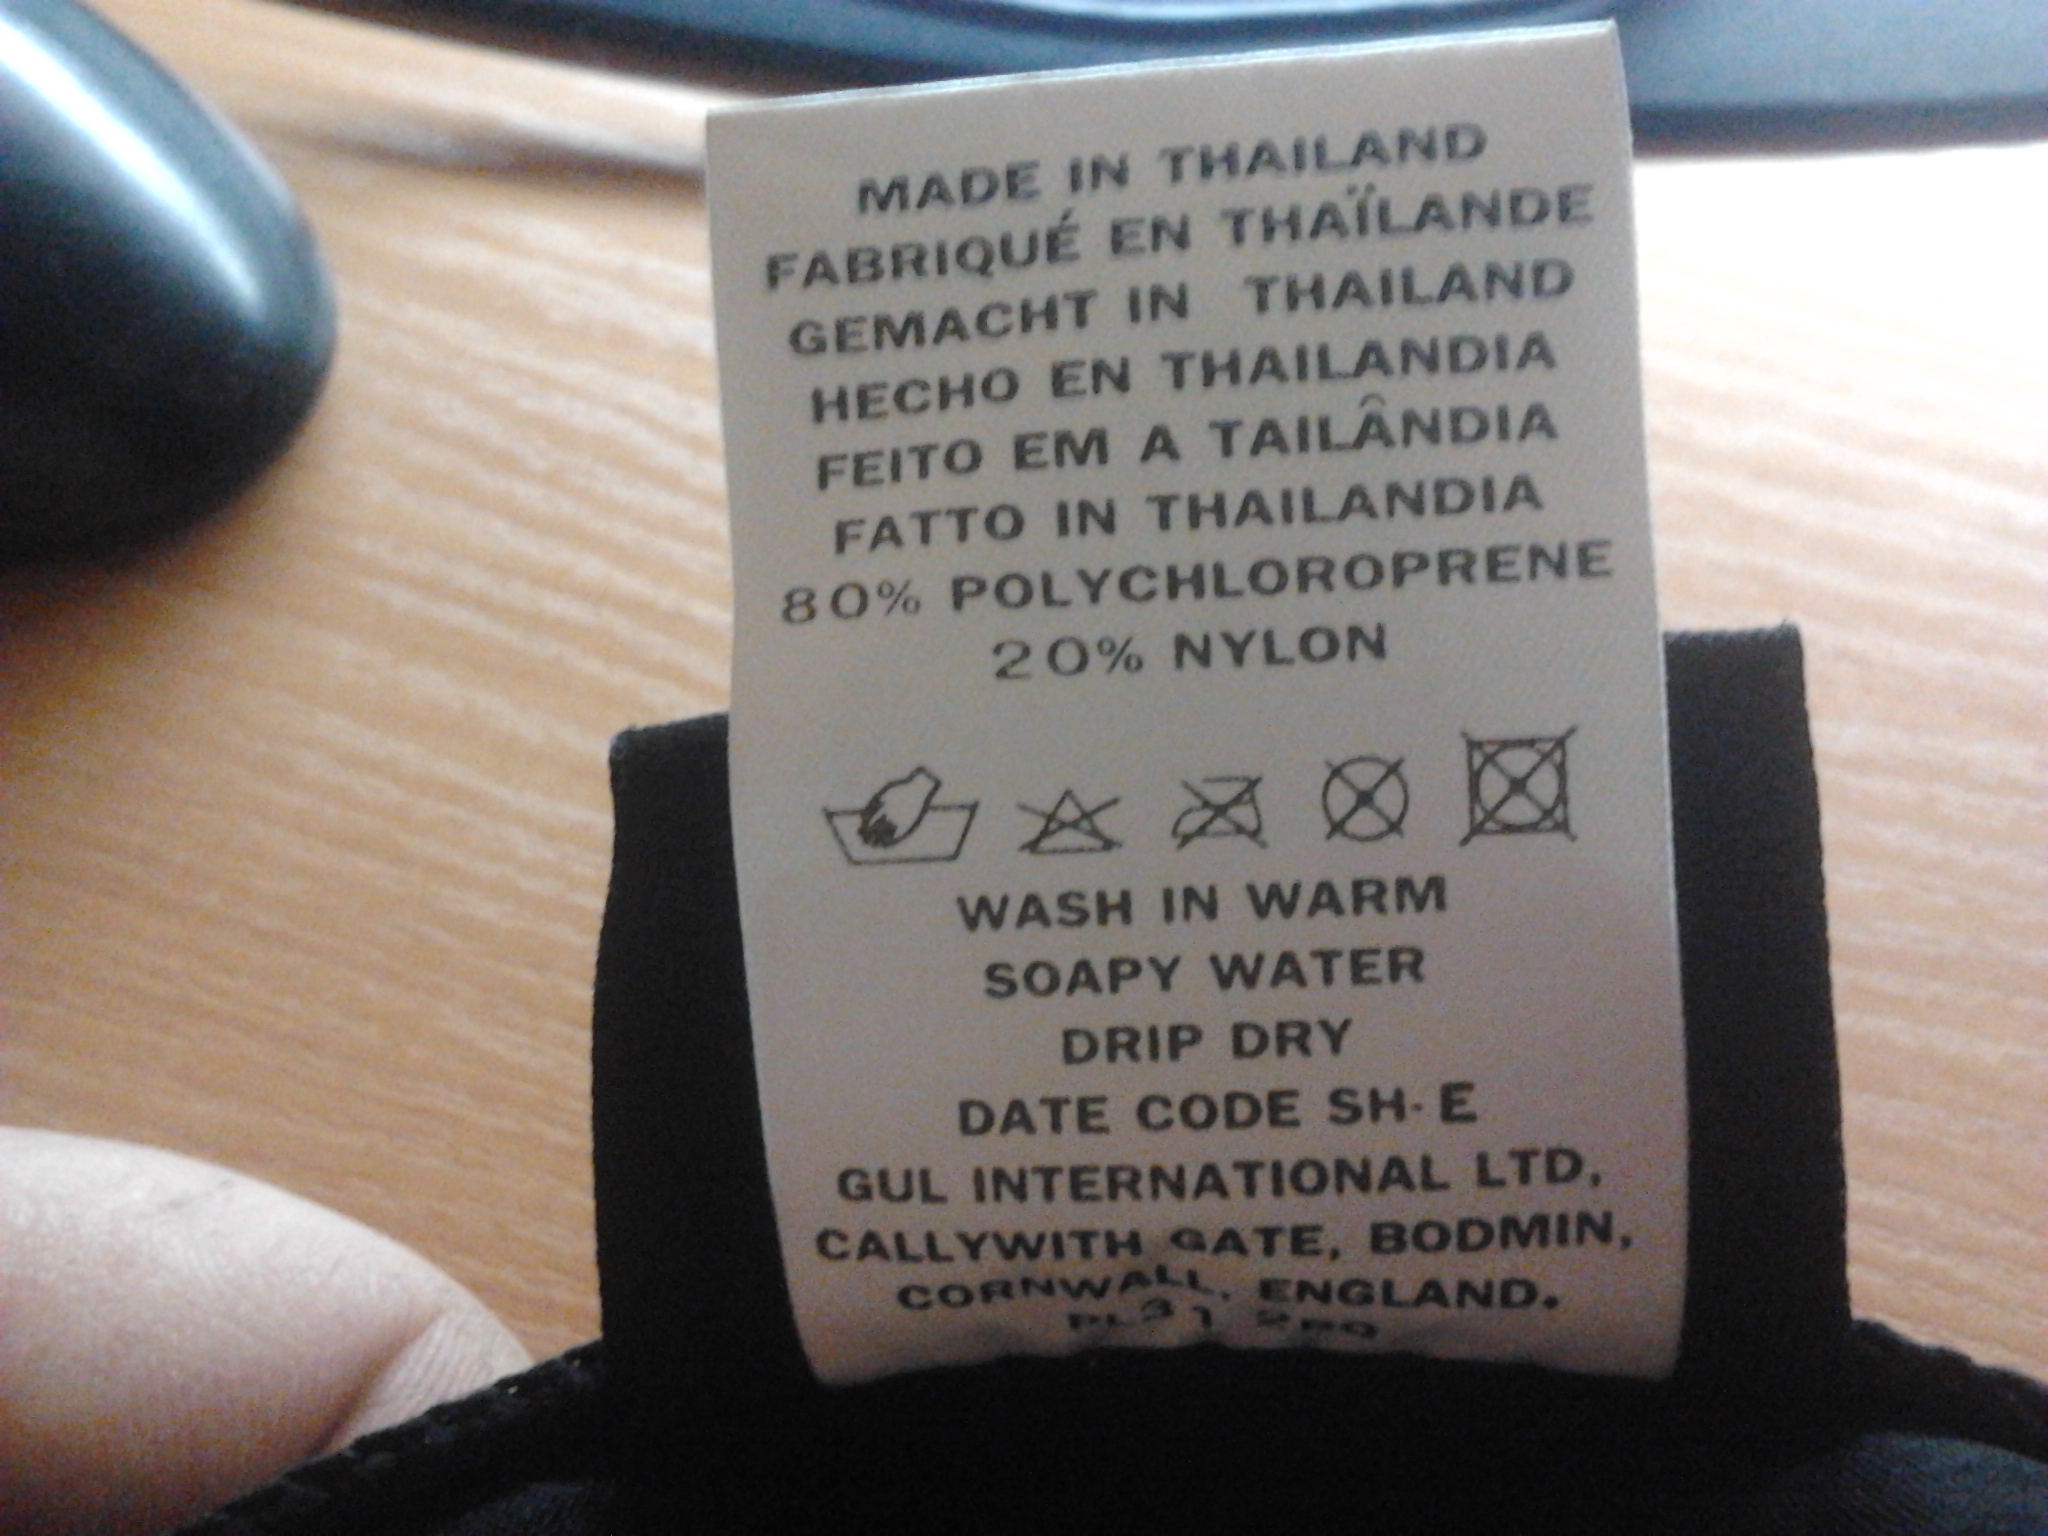 MADE IN THAILAND
FABRIQUÉ EN THAÏLANDE
GEMACHT IN THAILAND
HECHO EN THAILANDIA
FEITO EM A TAILÂNDIA
FATTO IN THAILANDIA
80% POLYCHLOROPRENE
20% NYLON
WASH IN WARM
SOAPY WATER
DRIP DRY
DATE CODE SH-E
GUL INTERNATIONAL LTD,
CALLYWITH GATE, BODMIN,
CORNWALL, ENGLAND.
PL31 2RQ